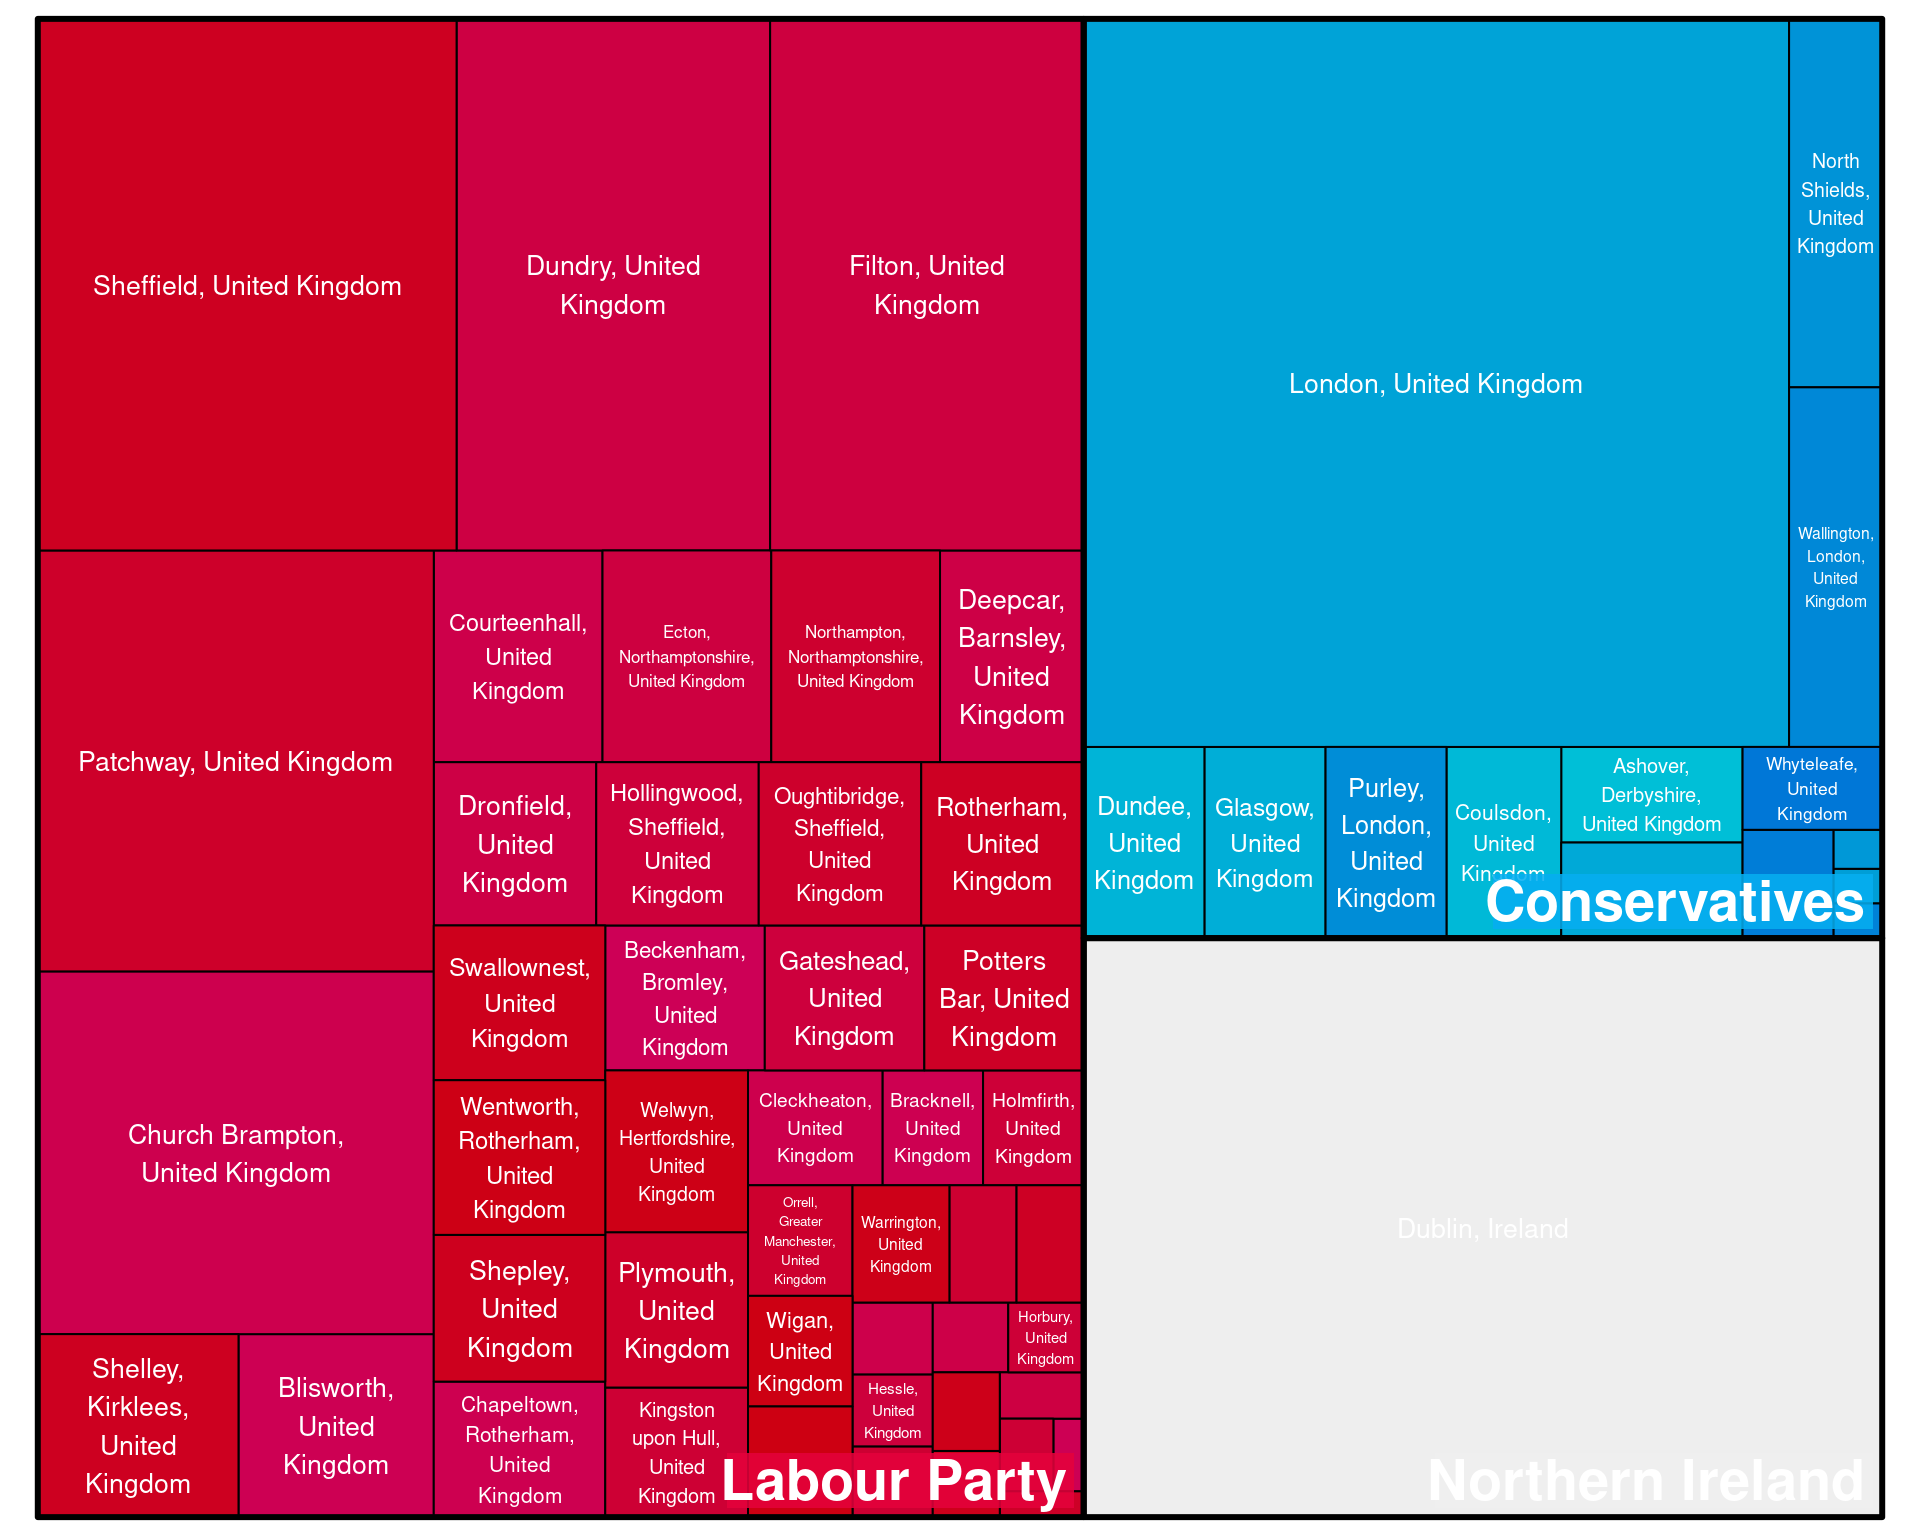 Sheffield, United Kingdom
Dundry, United
Kingdom
Filton, United
Kingdom
Patchway, United Kingdom
Courteenhall,
United
Kingdom
Ecton,
Northamptonshire,
United Kingdom
Northampton,
Northamptonshire,
United Kingdom
Deepcar,
Barnsley,
United
Kingdom
Dronfield,
United
Kingdom
Hollingwood,
Sheffield,
United
Kingdom
Oughtibridge,
Sheffield,
United
Kingdom
Rotherham,
United
Kingdom
Church Brampton,
United Kingdom
Swallownest,
United
Kingdom
Beckenham,
Bromley,
United
Kingdom
Gateshead,
United
Kingdom
Potters
Bar, United
Kingdom
Wentworth,
Rotherham,
United
Kingdom
Welwyn,
Hertfordshire,
United
Kingdom
Cleckheaton,
United
Kingdom
Bracknell,
United
Kingdom
Holmfirth,
United
Kingdom
Orrell,
Greater
Manchester,
United
Kingdom
Warrington,
United
Kingdom
Shepley,
United
Kingdom
Plymouth,
United
Kingdom
Wigan,
United
Kingdom
Horbury,
United
Kingdom
Shelley,
Kirklees,
United
Kingdom
Blisworth,
United
Kingdom
Chapeltown,
Rotherham,
United
Kingdom
Kingston
upon Hull,
United
Kingdom
Hessle,
United
Kingdom
Labour Party
London, United Kingdom
North
Shields,
United
Kingdom
Wallington,
London,
United
Kingdom
Dundee,
United
Kingdom
Glasgow,
United
Kingdom
Purley,
London,
United
Kingdom
Coulsdon,
United
Kingdom
Ashover,
Derbyshire,
United Kingdom
Whyteleafe,
United
Kingdom
Conservatives
Dublin, Ireland
Northern Ireland